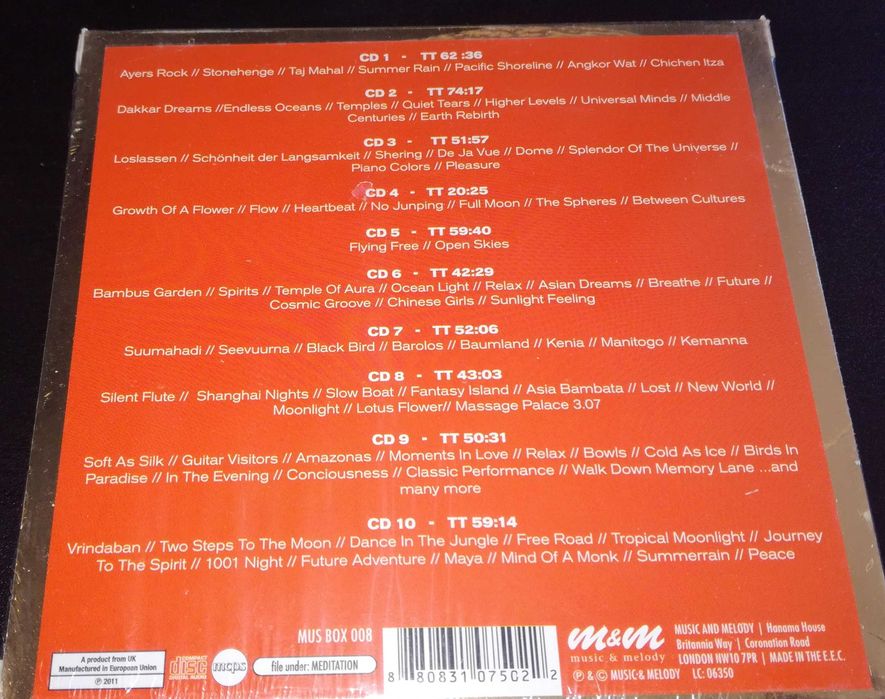 CD 1 - TT 62 :36
Ayers Rock // Stonehenge // Taj Mahal // Summer Rain // Pacific Shoreline // Angkor Wat // Chichen Itza
CD 2 - TT 74:17
Dakkar Dreams //Endless Oceans // Temples // Quiet Tears // Higher Levels // Universal Minds // Middle
Centuries // Earth Rebirth
CD 3 - TT 51:57
Loslassen // Schönheit der Langsamkeit // Shering // De Ja Vue // Dome // Splendor Of The Universe //
Piano Colors // Pleasure
CD 4 - TT 20:25
Growth Of A Flower // Flow // Heartbeat // No Junping // Full Moon // The Spheres // Between Cultures
CD 5 - TT 59:40
Flying Free // Open Skies
CD 6 - TT 42:29
Bambus Garden // Spirits // Temple Of Aura // Ocean Light // Relax // Asian Dreams // Breathe // Future //
Cosmic Groove // Chinese Girls // Sunlight Feeling
CD 7 - TT 52:06
Suumahadi // Seevuurna // Black Bird // Barolos // Baumland // Kenia // Manitogo // Kemanna
CD 8 - TT 43:03
Silent Flute // Shanghai Nights // Slow Boat // Fantasy Island // Asia Bambata // Lost // New World //
Moonlight // Lotus Flower// Massage Palace 3.07
CD 9 - TT 50:31
Soft As Silk // Guitar Visitors // Amazonas // Moments In Love // Relax // Bowls // Cold As Ice // Birds In
Paradise // In The Evening // Conciousness // Classic Performance // Walk Down Memory Lane ...and
many more
CD 10 - TT 59:14
Vrindaban // Two Steps To The Moon // Dance In The Jungle // Free Road // Tropical Moonlight // Journey
To The Spirit // 1001 Night // Future Adventure // Maya // Mind Of A Monk // Summerrain // Peace
A product from UK
Manufactured in European Union
℗ 2011
COMPACT
disc
DIGITAL AUDIO
mcps
MUS BOX 008
file under: MEDITATION
8 80831 07502 2
m&m
music & melody
MUSIC AND MELODY | Hanama House
Britannia Way | Coronation Road
LONDON NW10 7PR | MADE IN THE E.E.C.
℗ & © MUSIC & MELODY LC: 06350